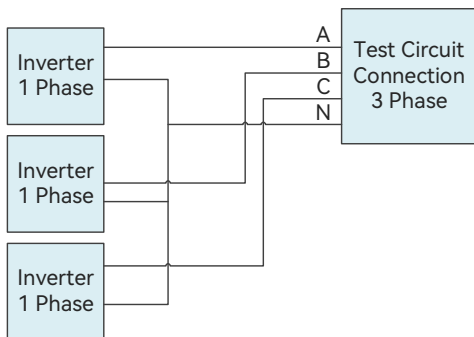 Inverter
1 Phase
A
B
C
N
Test Circuit
Connection
3 Phase
Inverter
1 Phase
Inverter
1 Phase